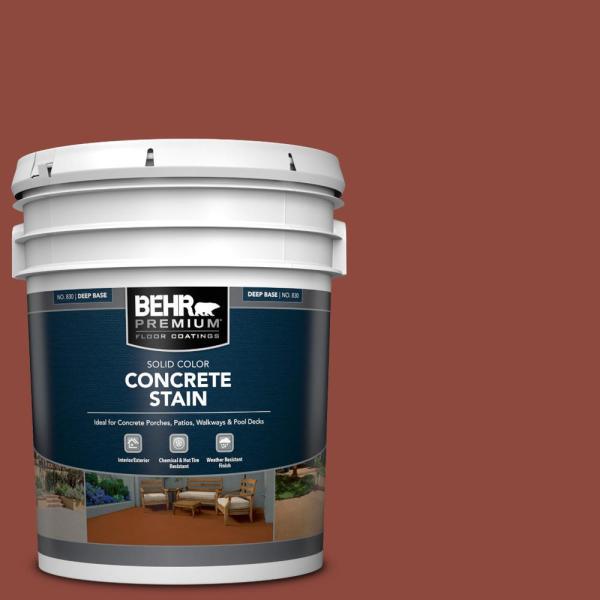 NO. 830 | DEEP BASE
DEEP BASE | NO. 830
BEHR
PREMIUM®
FLOOR COATINGS
SOLID COLOR
CONCRETE
STAIN
Ideal for Concrete Porches, Patios, Walkways & Pool Decks
Interior/Exterior
Chemical & Hot Tire
Resistant
Weather Resistant
Finish